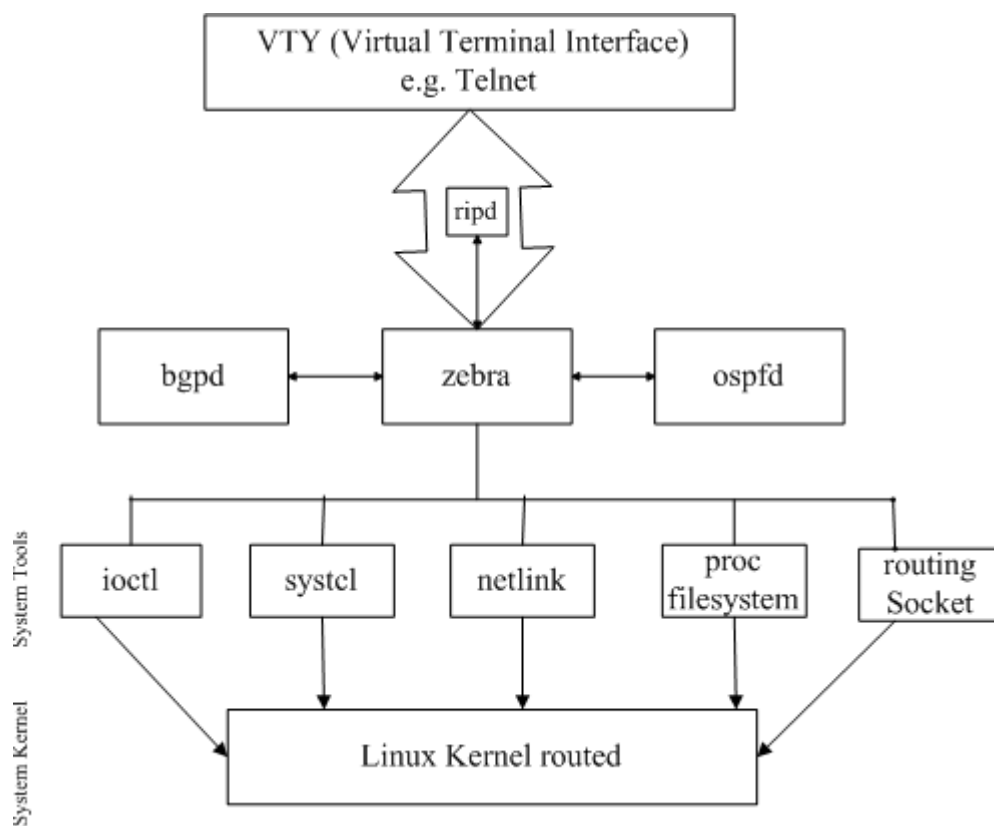 VTY (Virtual Terminal Interface)
e.g. Telnet
ripd
bgpd
zebra
ospfd
System Tools
ioctl
systcl
netlink
proc
filesystem
routing
Socket
System Kernel
Linux Kernel routed